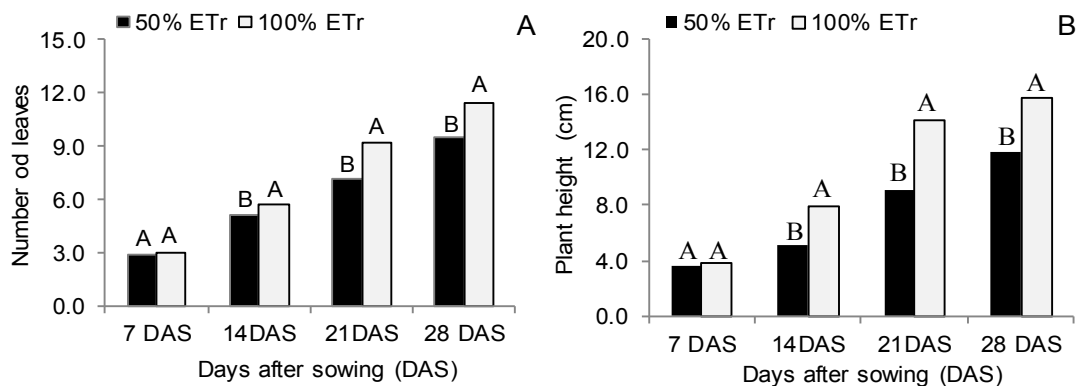 50% ETr 100% ETr
A
15.0
12.0
9.0
6.0
3.0
0.0
Number od leaves
A A
B A
B A
B A
7 DAS 14DAS 21DAS 28 DAS
Days after sowing (DAS)
50% ETr 100% ETr
B
20.0
16.0
12.0
8.0
4.0
0.0
Plant height (cm)
A A
B A
B A
B A
7 DAS 14DAS 21DAS 28 DAS
Days after sowing (DAS)